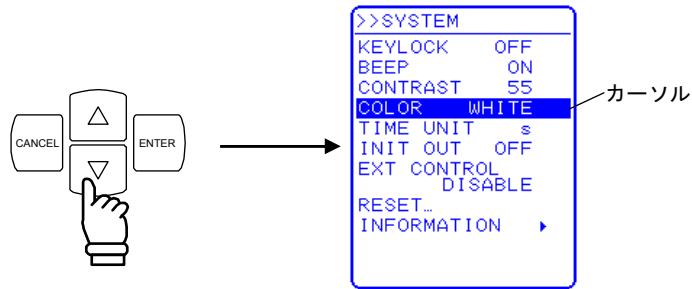 CANCEL
ENTER
>>SYSTEM
KEYLOCK OFF
BEEP ON
CONTRAST 55
COLOR WHITE
TIME UNIT s
INIT OUT OFF
EXT CONTROL
DISABLE
RESET…
INFORMATION
カーソル